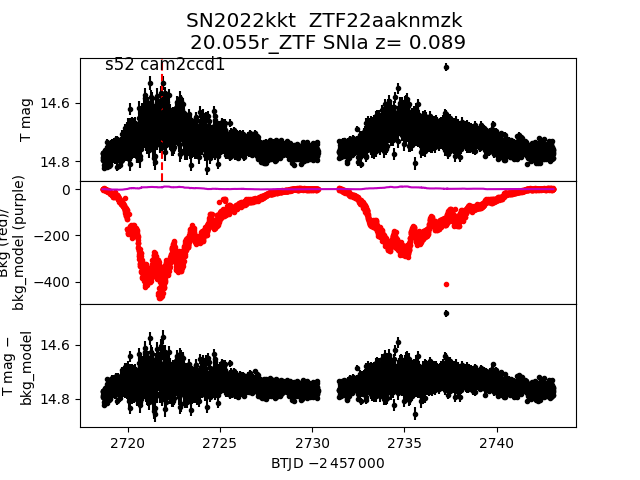 SN2022kkt ZTF22aaknmzk
20.055r_ZTF SNIa z= 0.089
s52 cam2ccd1
14.6
14.8
T mag
0
−200
−400
Bkg (red)/
bkg_model (purple)
14.6
14.8
T mag −
bkg_model
2720
2725
2730
2735
2740
BTJD −2 457 000